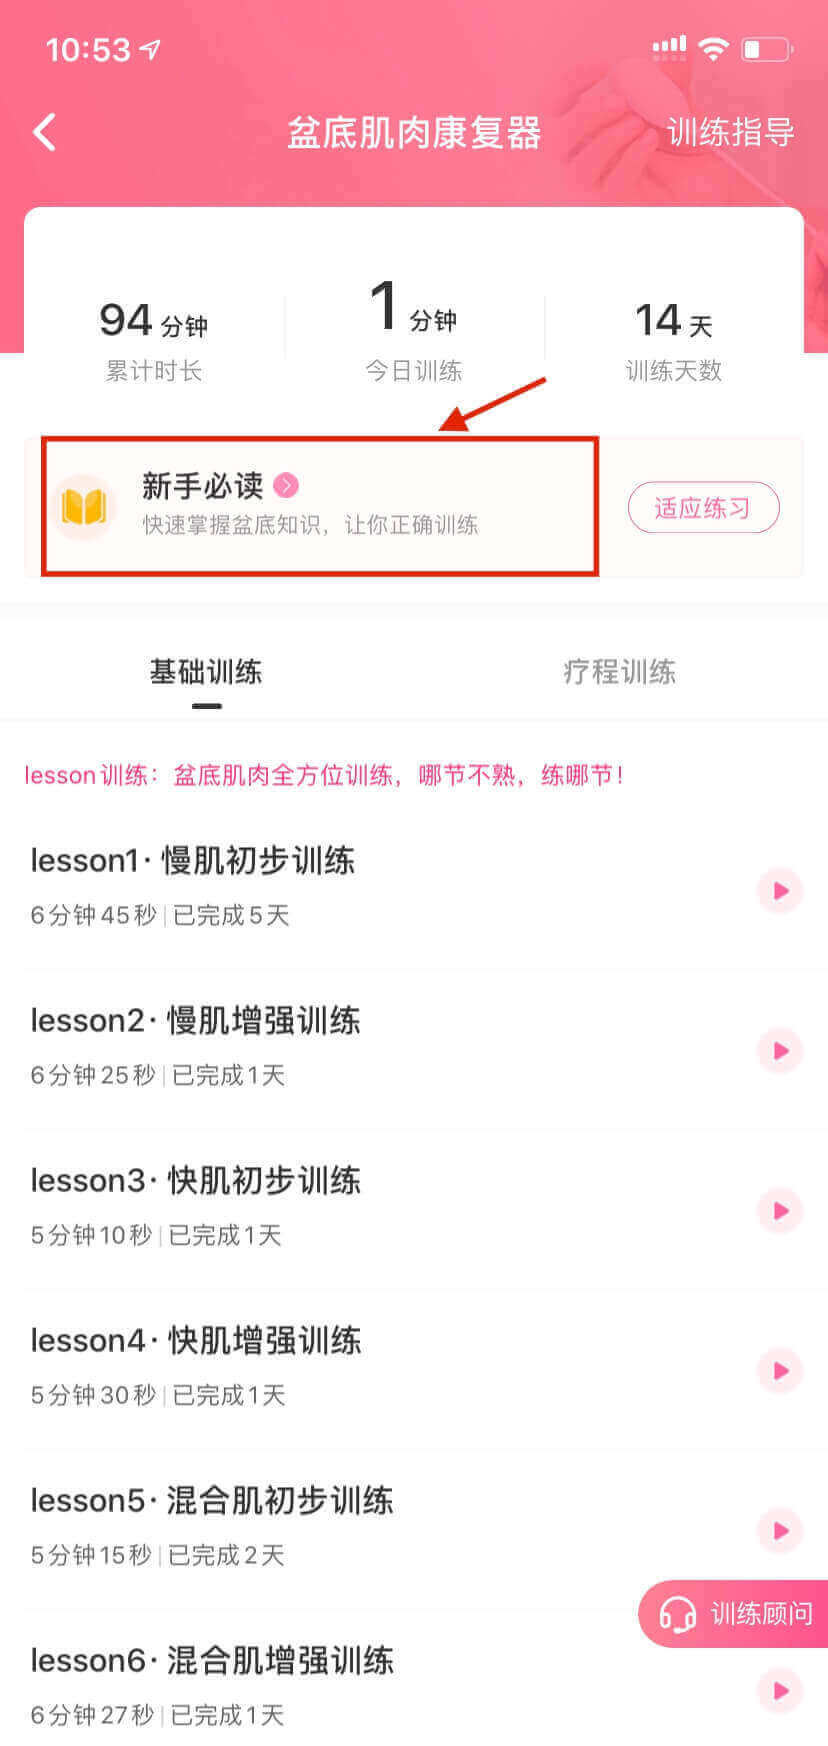 10:53
盆底肌肉康复器
训练指导
94 分钟
累计时长
1 分钟
今日训练
14 天
训练天数
新手必读
快速掌握盆底知识，让你正确训练
适应练习
基础训练
疗程训练
lesson训练：盆底肌肉全方位训练，哪节不熟，练哪节！
lesson1· 慢肌初步训练
6分钟45秒|已完成5天
lesson2· 慢肌增强训练
6分钟25秒|已完成1天
lesson3· 快肌初步训练
5分钟10秒|已完成1天
lesson4· 快肌增强训练
5分钟30秒|已完成1天
lesson5· 混合肌初步训练
5分钟15秒|已完成2天
训练顾问
lesson6· 混合肌增强训练
6分钟27秒|已完成1天